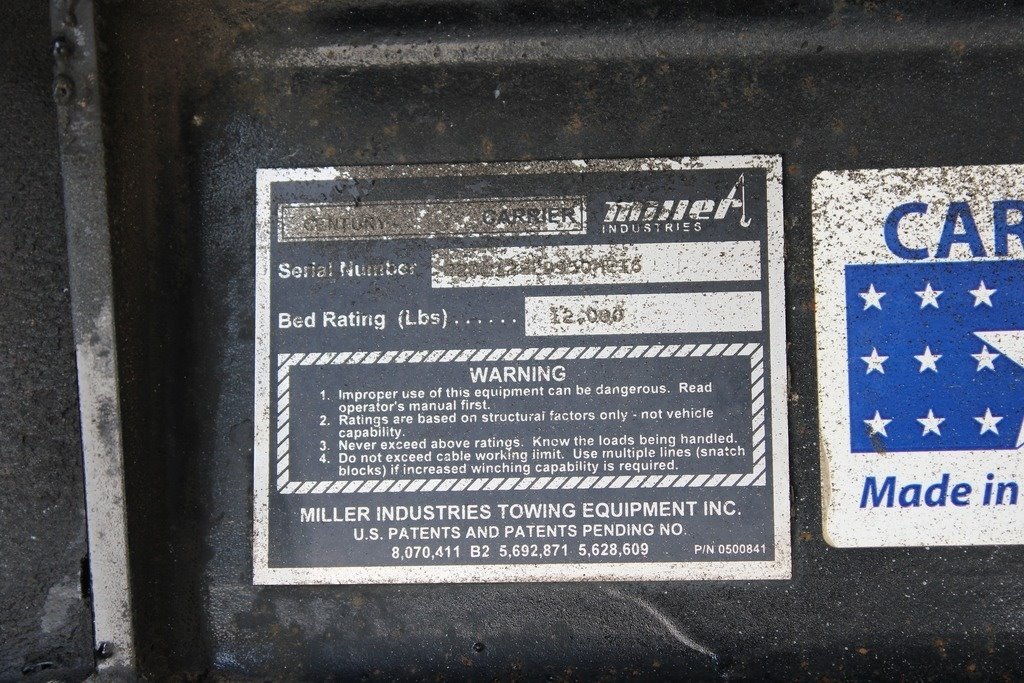 CENTURY CARRIER
miller
INDUSTRIES
Serial Number
Bed Rating (Lbs) ...... 12,000
WARNING
1. Improper use of this equipment can be dangerous. Read
operator's manual first.
2. Ratings are based on structural factors only - not vehicle
capability.
3. Never exceed above ratings. Know the loads being handled.
4. Do not exceed cable working limit. Use multiple lines (snatch
blocks) if increased winching capability is required.
MILLER INDUSTRIES TOWING EQUIPMENT INC.
U.S. PATENTS AND PATENTS PENDING NO.
8,070,411 B2 5,692,871 5,628,609 P/N 0500841
CAR
Made in